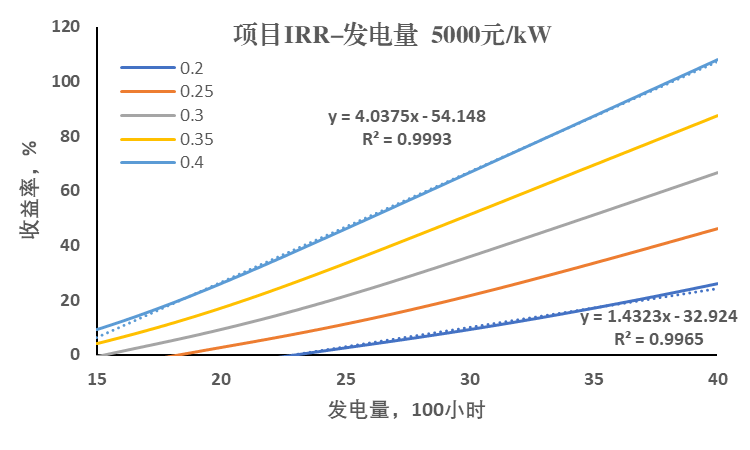 项目IRR–发电量 5000元/kW
120
100
80
60
40
20
0
收益率，%
0.2
0.25
0.3
0.35
0.4
y = 4.0375x - 54.148
R² = 0.9993
y = 1.4323x - 32.924
R² = 0.9965
15 20 25 30 35 40
发电量，100小时